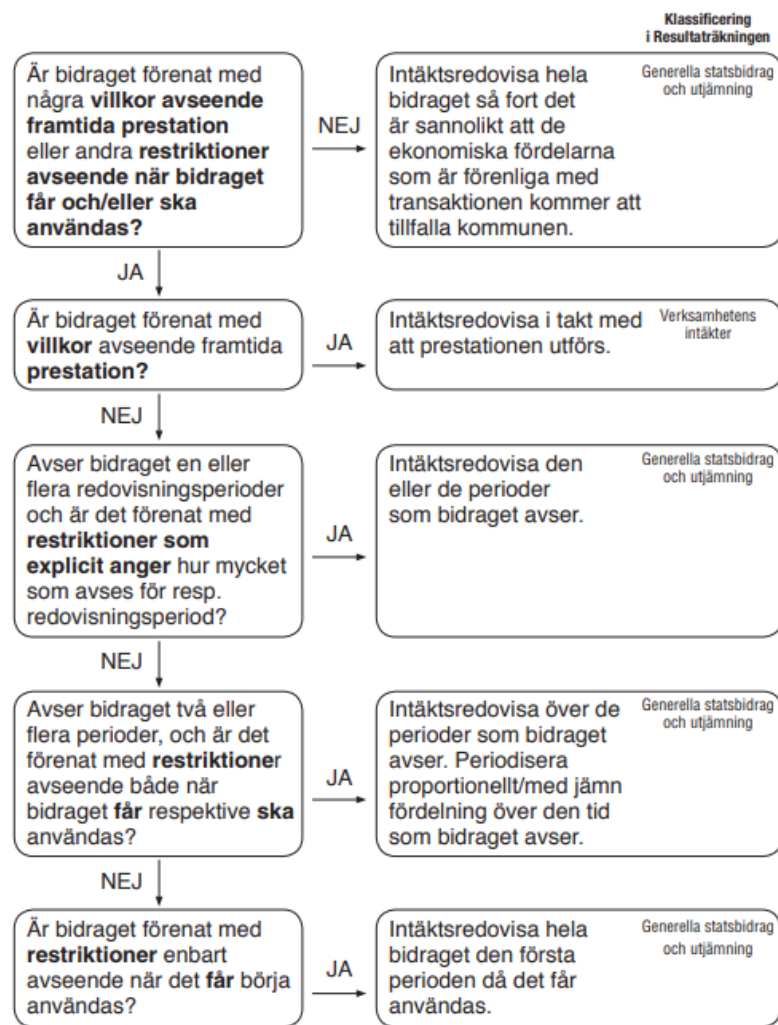 Klassificering
i Resultaträkningen
Är bidraget förenat med
några villkor avseende
framtida prestation
eller andra restriktioner
avseende när bidraget
får och/eller ska
användas?
NEJ
Intäktsredovisa hela
bidraget så fort det
är sannolikt att de
ekonomiska fördelarna
som är förenliga med
transaktionen kommer att
tillfalla kommunen.
Generella statsbidrag
och utjämning
JA
Är bidraget förenat med
villkor avseende framtida
prestation?
JA
Intäktsredovisa i takt med
att prestationen utförs.
Verksamhetens
intäkter
NEJ
Avser bidraget en eller
flera redovisningsperioder
och är det förenat med
restriktioner som
explicit anger hur mycket
som avses för resp.
redovisningsperiod?
JA
Intäktsredovisa den
eller de perioder
som bidraget avser.
Generella statsbidrag
och utjämning
NEJ
Avser bidraget två eller
flera perioder, och är det
förenat med restriktioner
avseende både när
bidraget får respektive ska
användas?
JA
Intäktsredovisa över de
perioder som bidraget
avser. Periodisera
proportionellt/med jämn
fördelning över den tid
som bidraget avser.
Generella statsbidrag
och utjämning
NEJ
Är bidraget förenat med
restriktioner enbart
avseende när det får börja
användas?
JA
Intäktsredovisa hela
bidraget den första
perioden då det får
användas.
Generella statsbidrag
och utjämning